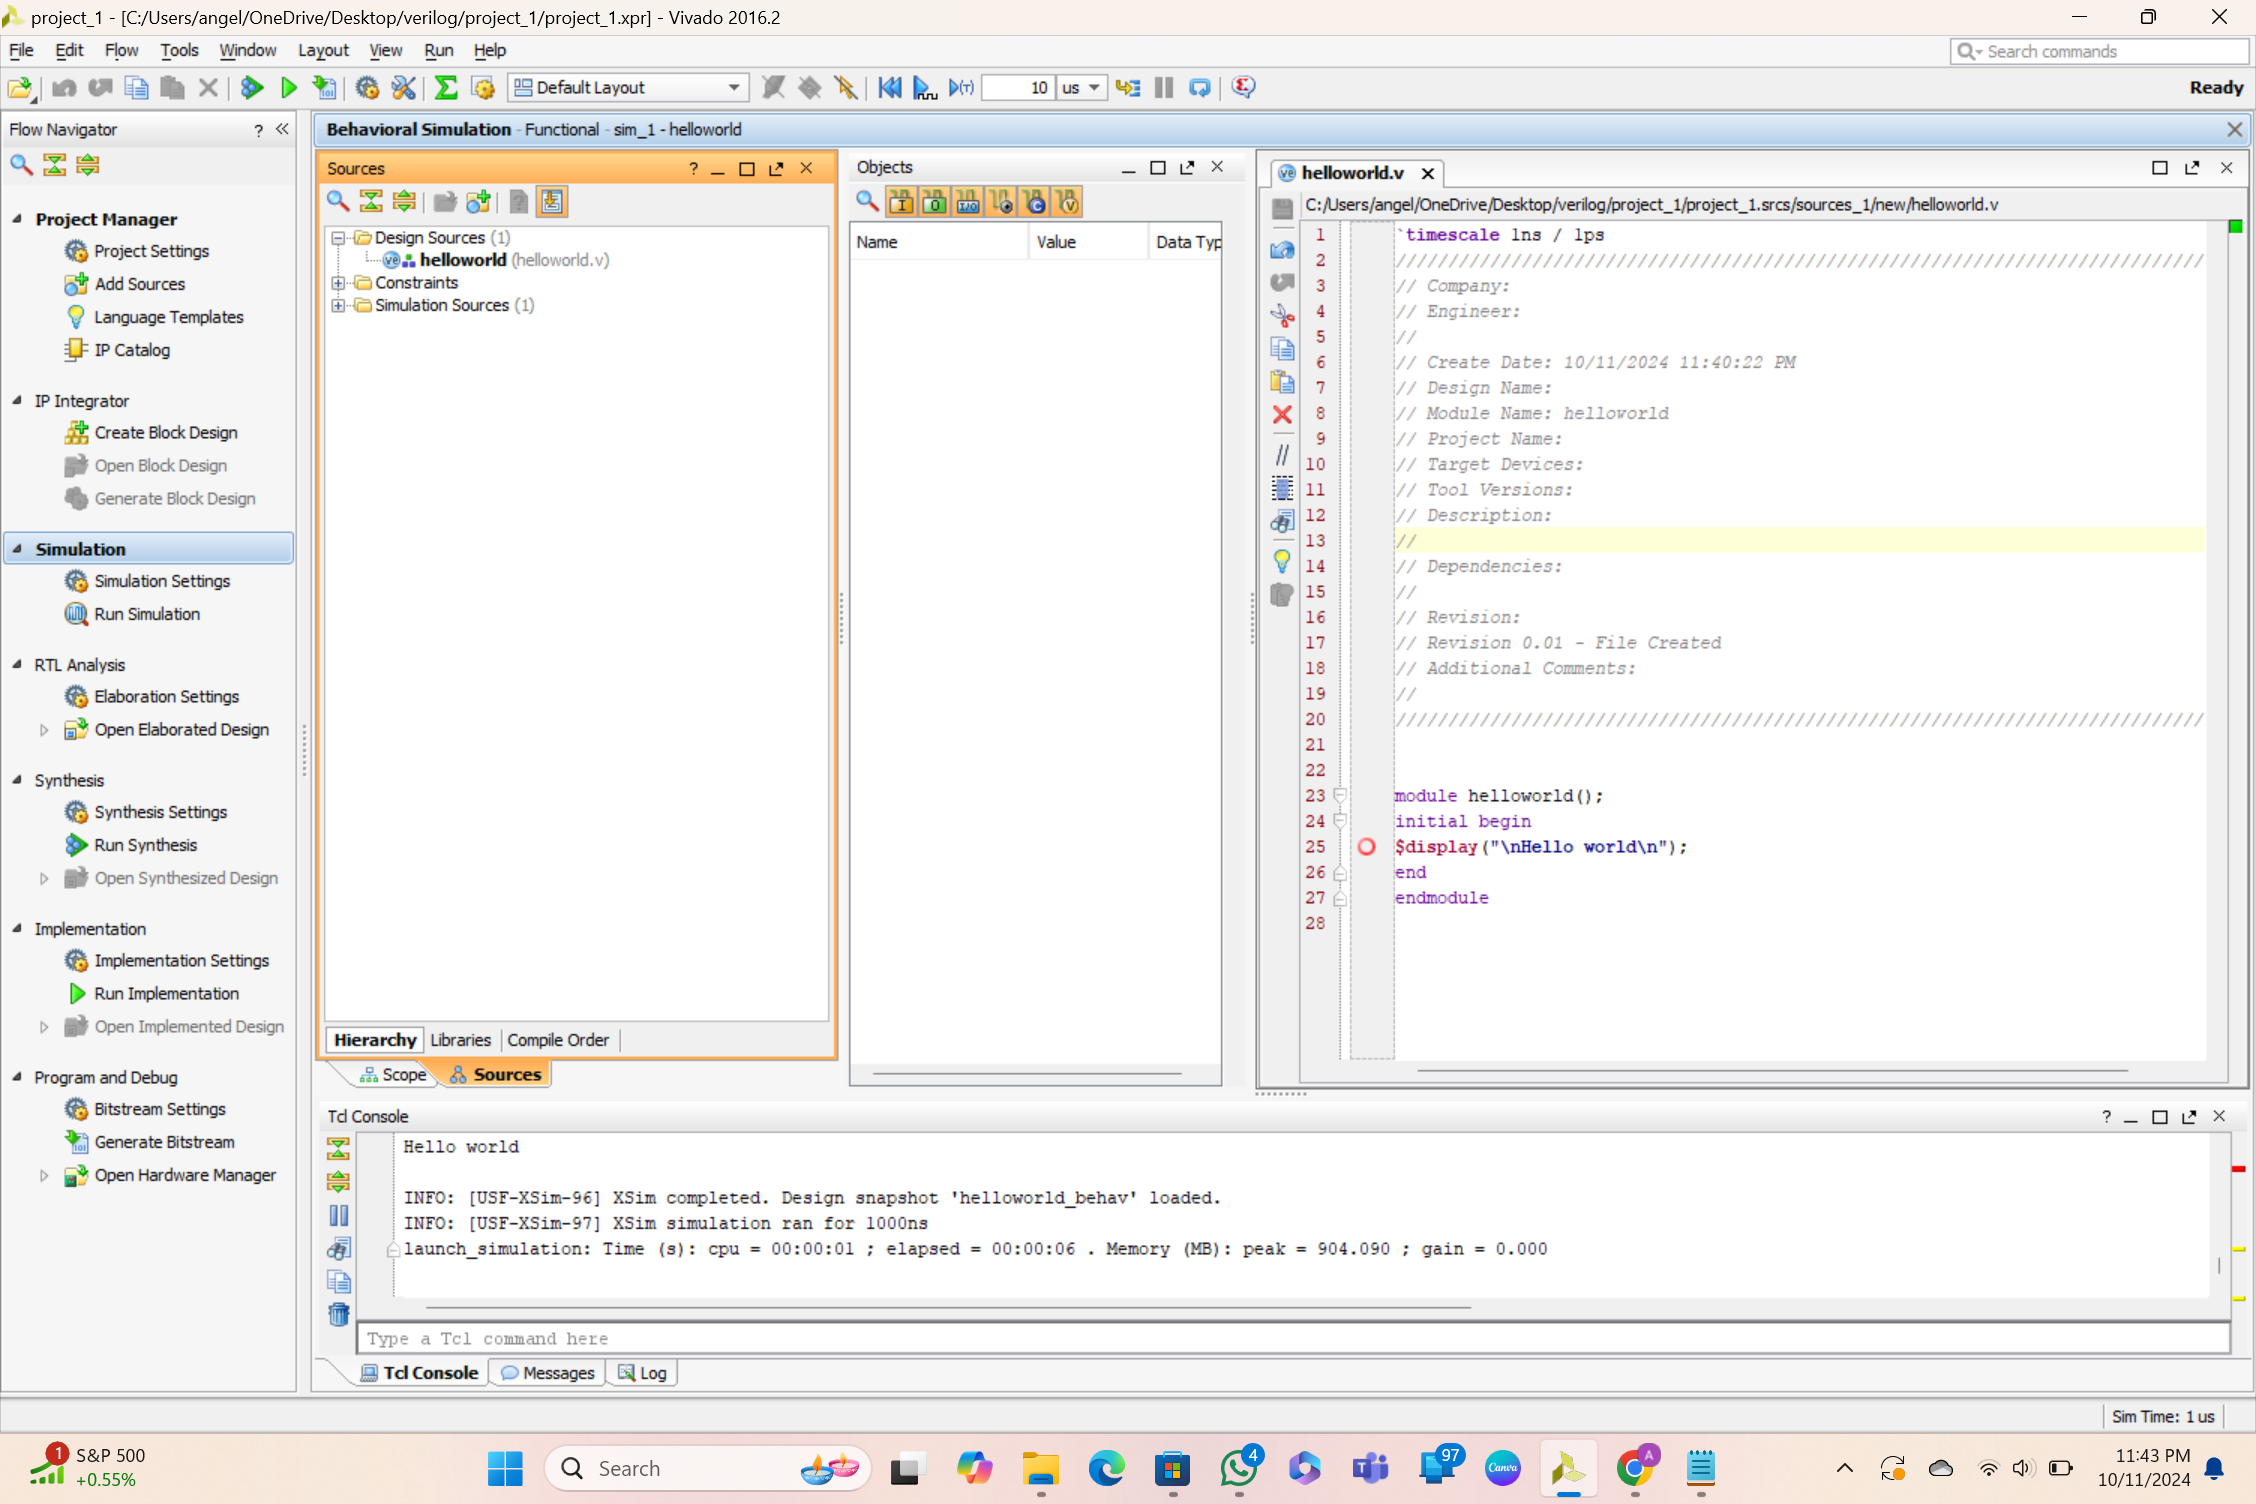 project_1 - [C:/Users/angel/OneDrive/Desktop/verilog/project_1/project_1.xpr] - Vivado 2016.2
File Edit Flow Tools Window Layout View Run Help
Search commands
Default Layout
10 us
Ready
Flow Navigator
Behavioral Simulation - Functional - sim_1 - helloworld
Project Manager
Project Settings
Add Sources
Language Templates
IP Catalog
IP Integrator
Create Block Design
Open Block Design
Generate Block Design
Simulation
Simulation Settings
Run Simulation
RTL Analysis
Elaboration Settings
Open Elaborated Design
Synthesis
Synthesis Settings
Run Synthesis
Open Synthesized Design
Implementation
Implementation Settings
Run Implementation
Open Implemented Design
Program and Debug
Bitstream Settings
Generate Bitstream
Open Hardware Manager
Sources
Design Sources (1)
helloworld (helloworld.v)
Constraints
Simulation Sources (1)
Hierarchy Libraries Compile Order
Scope Sources
Objects
Name Value Data Typ
helloworld.v
C:/Users/angel/OneDrive/Desktop/verilog/project_1/project_1.srcs/sources_1/new/helloworld.v
1 `timescale 1ns / 1ps
2 //////////////////////////////////////////////////////////////////////////////
3 // Company:
4 // Engineer:
5 //
6 // Create Date: 10/11/2024 11:40:22 PM
7 // Design Name:
8 // Module Name: helloworld
9 // Project Name:
10 // Target Devices:
11 // Tool Versions:
12 // Description:
13 //
14 // Dependencies:
15 //
16 // Revision:
17 // Revision 0.01 - File Created
18 // Additional Comments:
19 //
20 //////////////////////////////////////////////////////////////////////////////
21
22
23 module helloworld();
24 initial begin
25 $display("\nHello world\n");
26 end
27 endmodule
28
Tcl Console
Hello world
INFO: [USF-XSim-96] XSim completed. Design snapshot 'helloworld_behav' loaded.
INFO: [USF-XSim-97] XSim simulation ran for 1000ns
launch_simulation: Time (s): cpu = 00:00:01 ; elapsed = 00:00:06 . Memory (MB): peak = 904.090 ; gain = 0.000
Type a Tcl command here
Tcl Console Messages Log
Sim Time: 1 us
1
S&P 500
+0.55%
Search
4
97
Canva
A
11:43 PM
10/11/2024